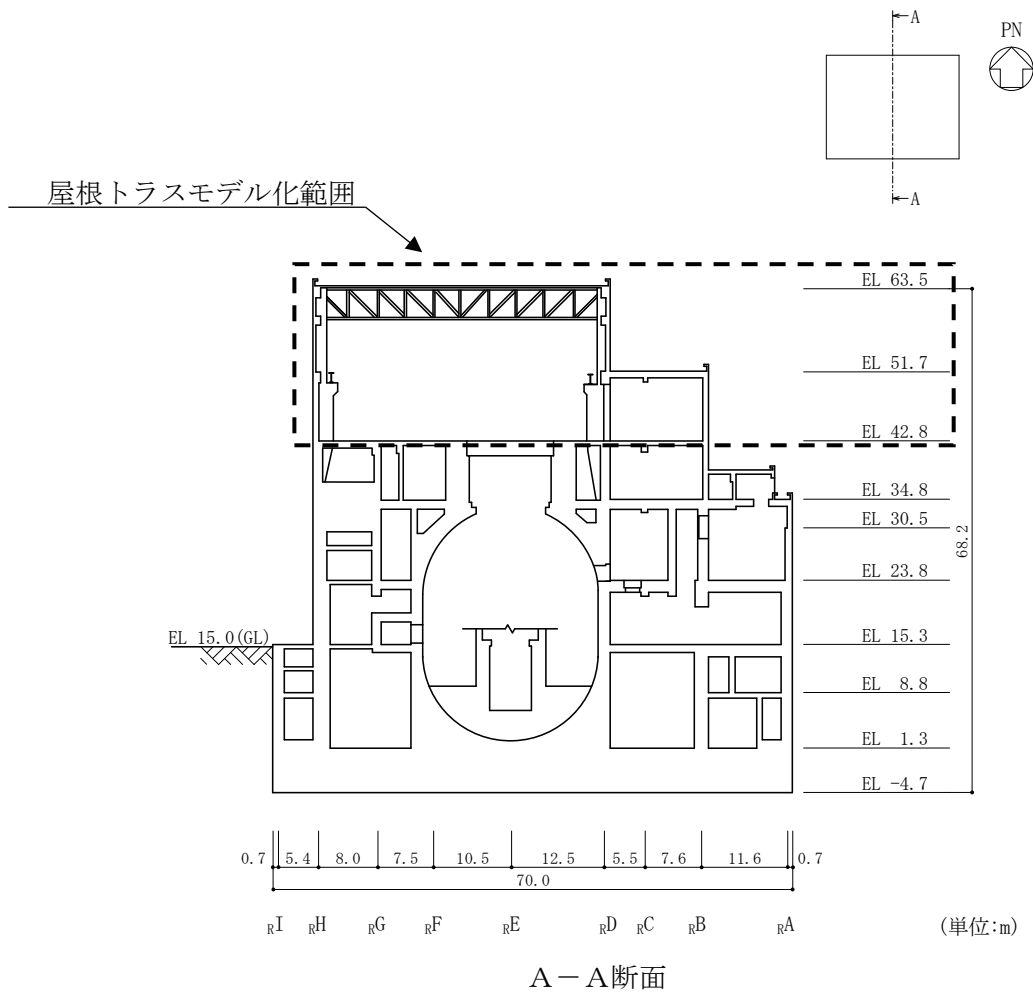 A
PN
A
屋根トラスモデル化範囲
EL 63.5
EL 51.7
EL 42.8
EL 34.8
EL 30.5
EL 23.8
EL 15.0(GL)
EL 15.3
EL 8.8
EL 1.3
EL -4.7
68.2
0.7 5.4 8.0 7.5 10.5 12.5 5.5 7.6 11.6 0.7
70.0
RI RH RG RF RE RD RC RB RA
(単位:m)
A-A断面